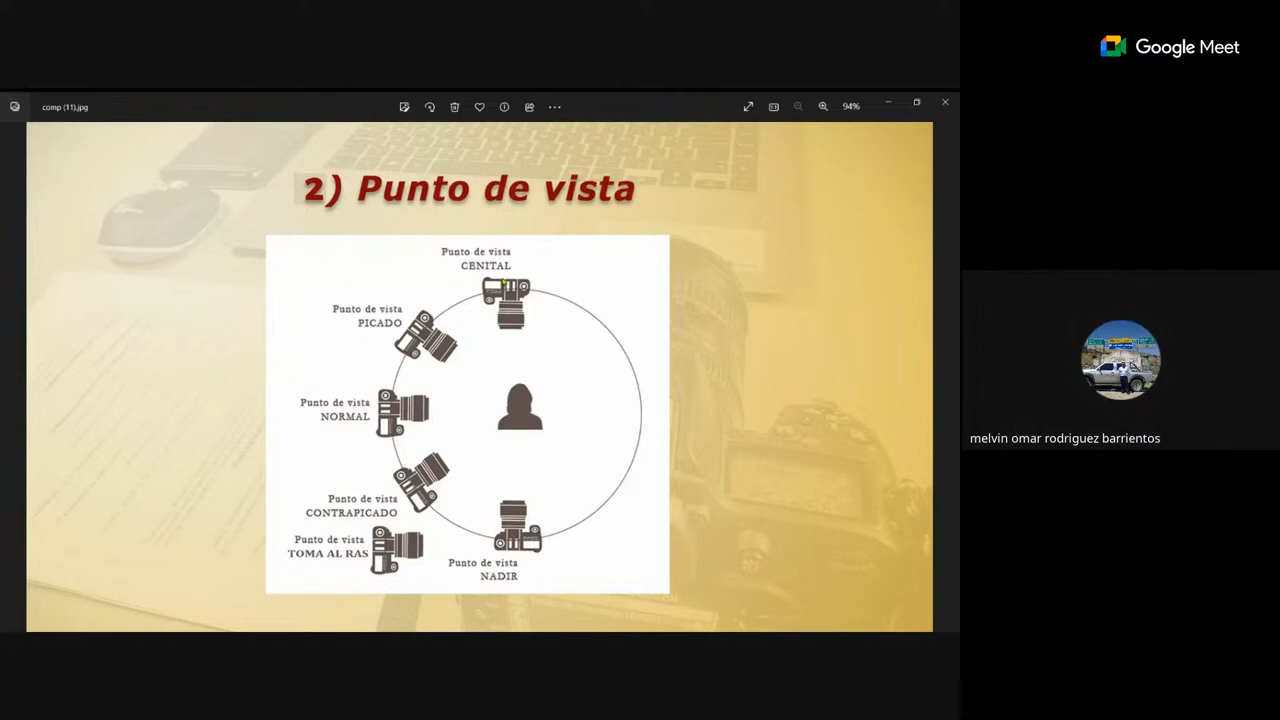 Google Meet
comp (11).jpg
94%
2) Punto de vista
Punto de vista
CENITAL
Punto de vista
PICADO
Punto de vista
NORMAL
Punto de vista
CONTRAPICADO
Punto de vista
TOMA AL RAS
Punto de vista
NADIR
melvin omar rodriguez barrientos